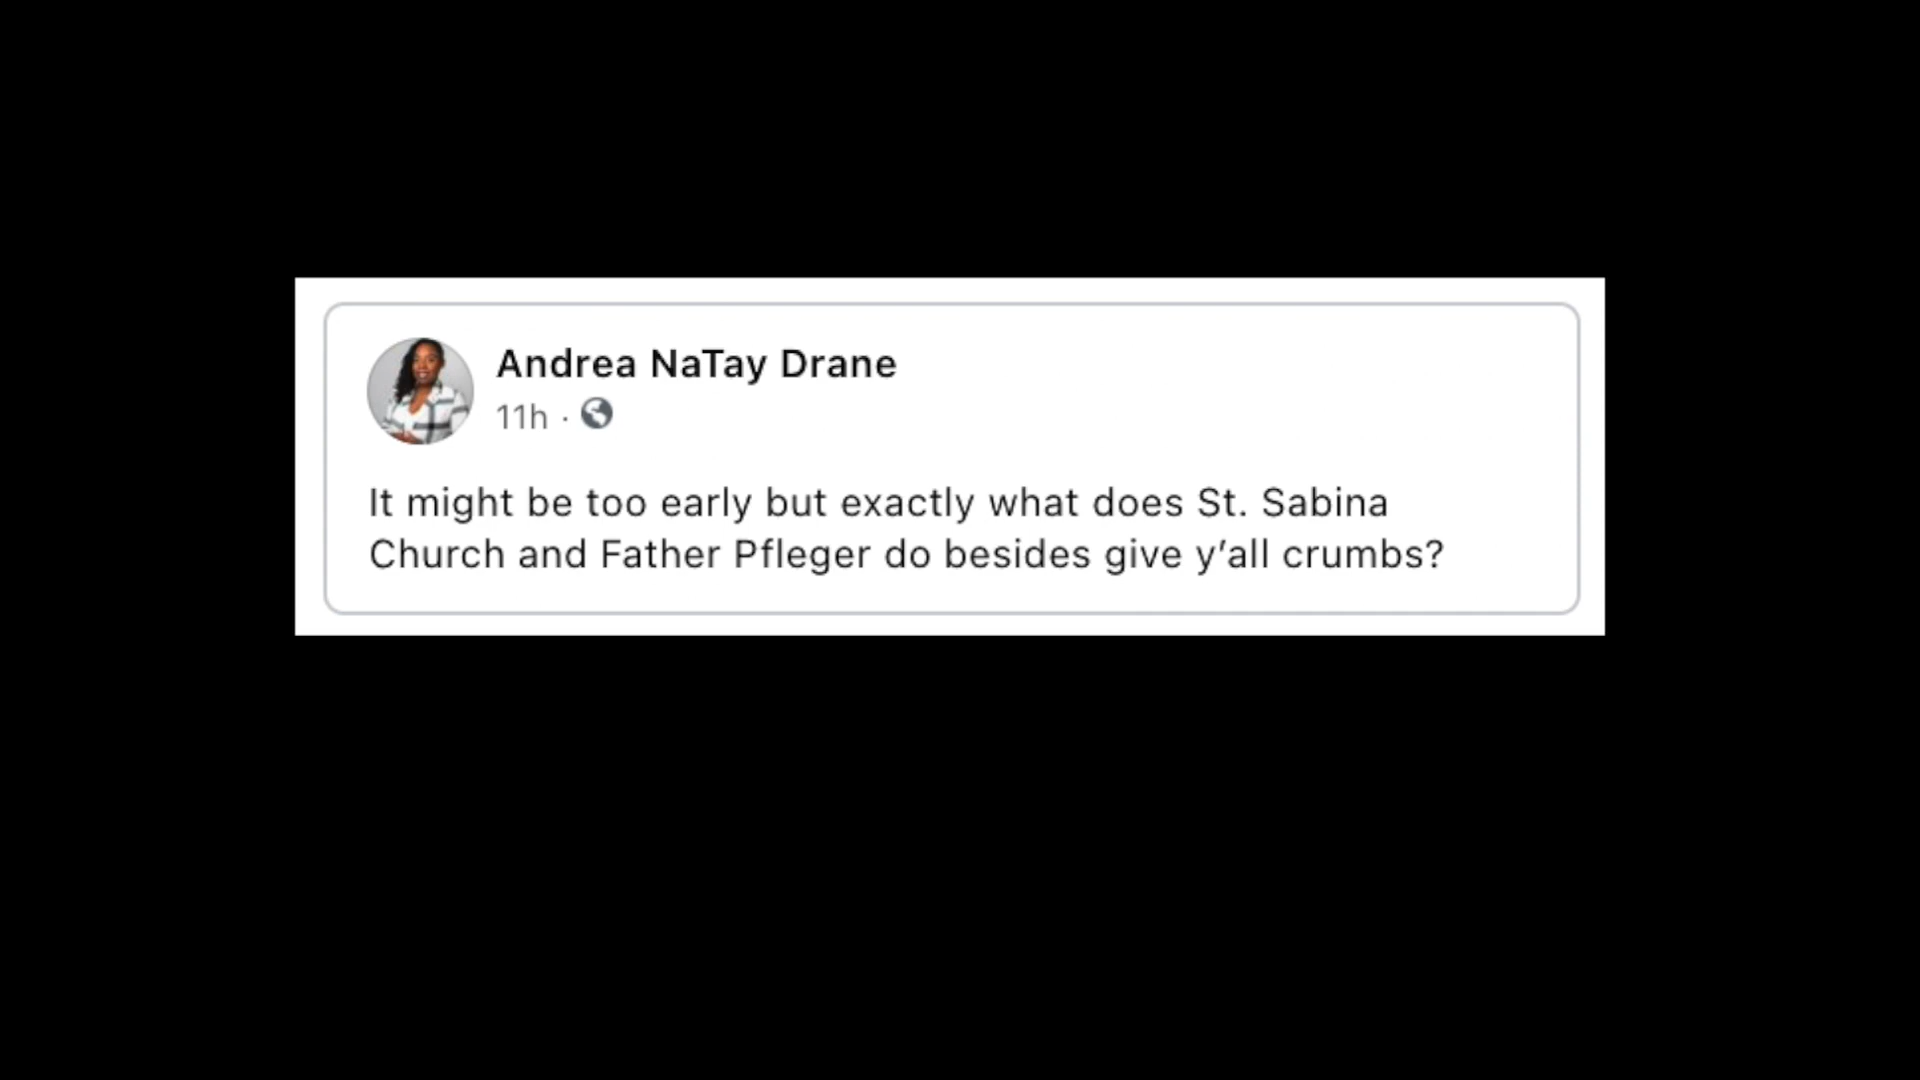 Andrea NaTay Drane
11h ·
It might be too early but exactly what does St. Sabina
Church and Father Pfleger do besides give y’all crumbs?